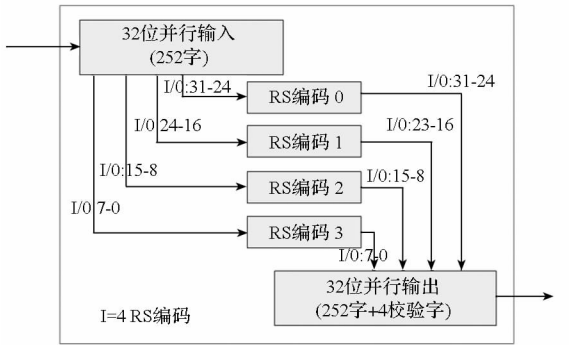 32位并行输入
(252字)
I/0:31-24
RS编码 0
I/0:31-24
I/0:24-16
RS编码 1
I/0:23-16
I/0:15-8
RS编码 2
I/0:15-8
I/0:7-0
RS编码 3
I/0:7-0
32位并行输出
(252字+4校验字)
I=4 RS编码